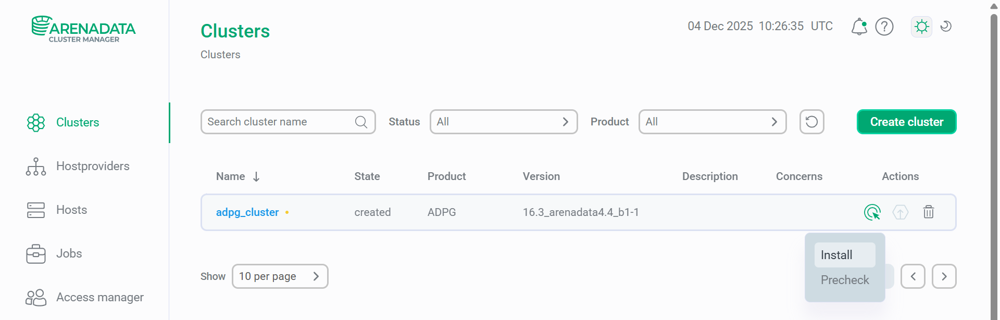 ARENADATA
CLUSTER MANAGER
Clusters
Hostproviders
Hosts
Jobs
Access manager
Clusters
04 Dec 2025 10:26:35 UTC
Clusters
Search cluster name
Status
All
Product
All
Create cluster
Name State Product Version Description Concerns Actions
adpg_cluster created ADPG 16.3_arenadata4.4_b1-1
Install
Precheck
Show
10 per page